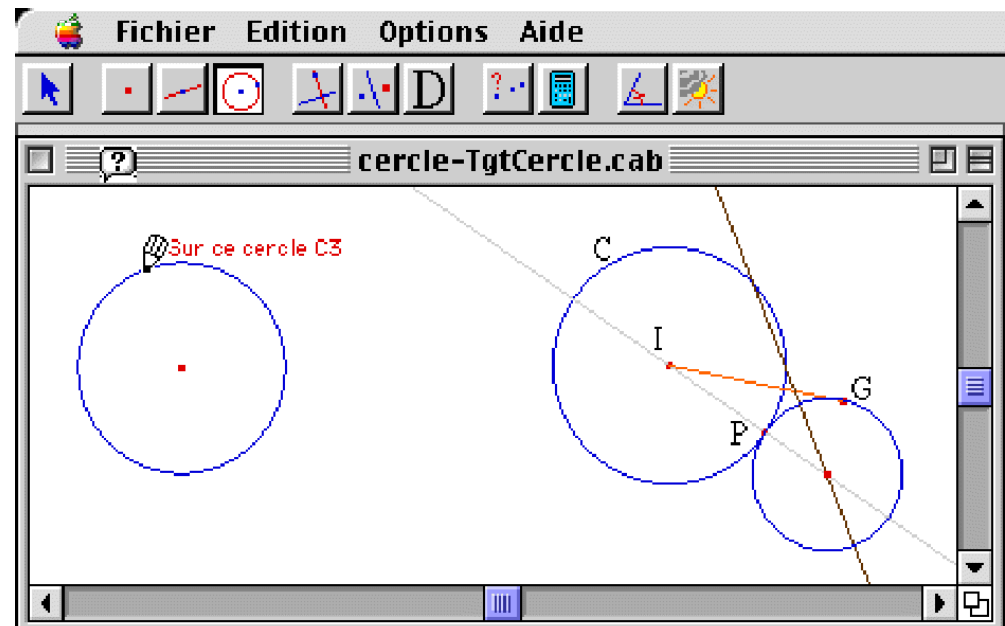 Fichier Edition Options Aide
D ?
? cercle-TgtCercle.cab
Sur ce cercle C3
C
I
G
P